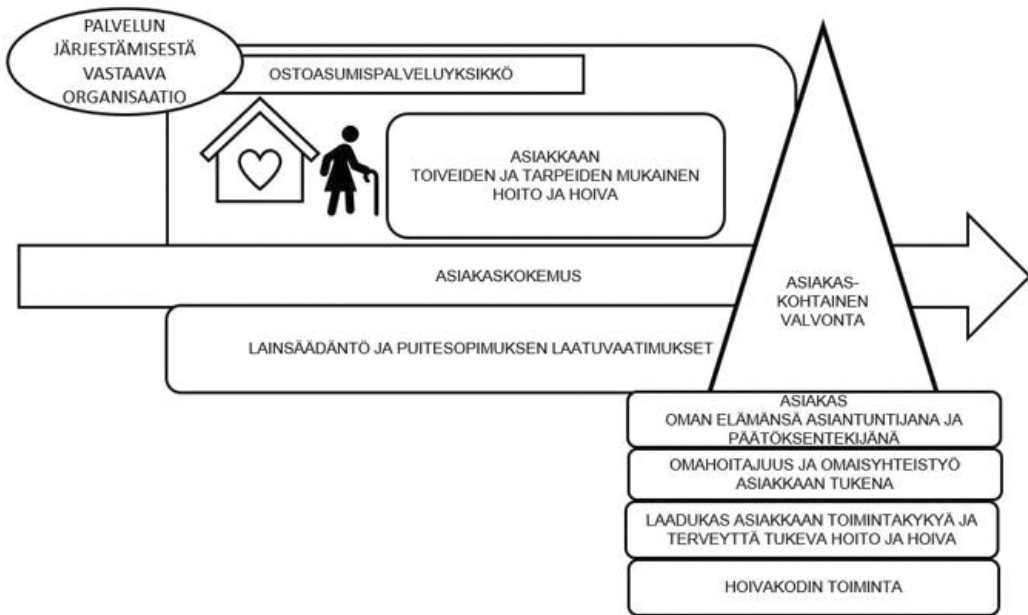 PALVELUN
JÄRJESTÄMISESTÄ
VASTAAVA
ORGANISAATIO
OSTOASUMISPALVELUYKSIKKÖ
ASIAKKAAN
TOIVEIDEN JA TARPEIDEN MUKAINEN
HOITO JA HOIVA
ASIAKASKOKEMUS
ASIAKAS-
KOHTAINEN
VALVONTA
LAINSÄÄDÄNTÖ JA PUITESOPIMUKSEN LAATUVAATIMUKSET
ASIAKAS
OMAN ELÄMÄNSÄ ASIANTUNTIJANA JA
PÄÄTÖKSENTEKIJÄNÄ
OMAHOITAJUUS JA OMAISYHTEISTYÖ
ASIAKKAAN TUKENA
LAADUKAS ASIAKKAAN TOIMINTAKYKYÄ JA
TERVEYTTÄ TUKEVA HOITO JA HOIVA
HOIVAKODIN TOIMINTA